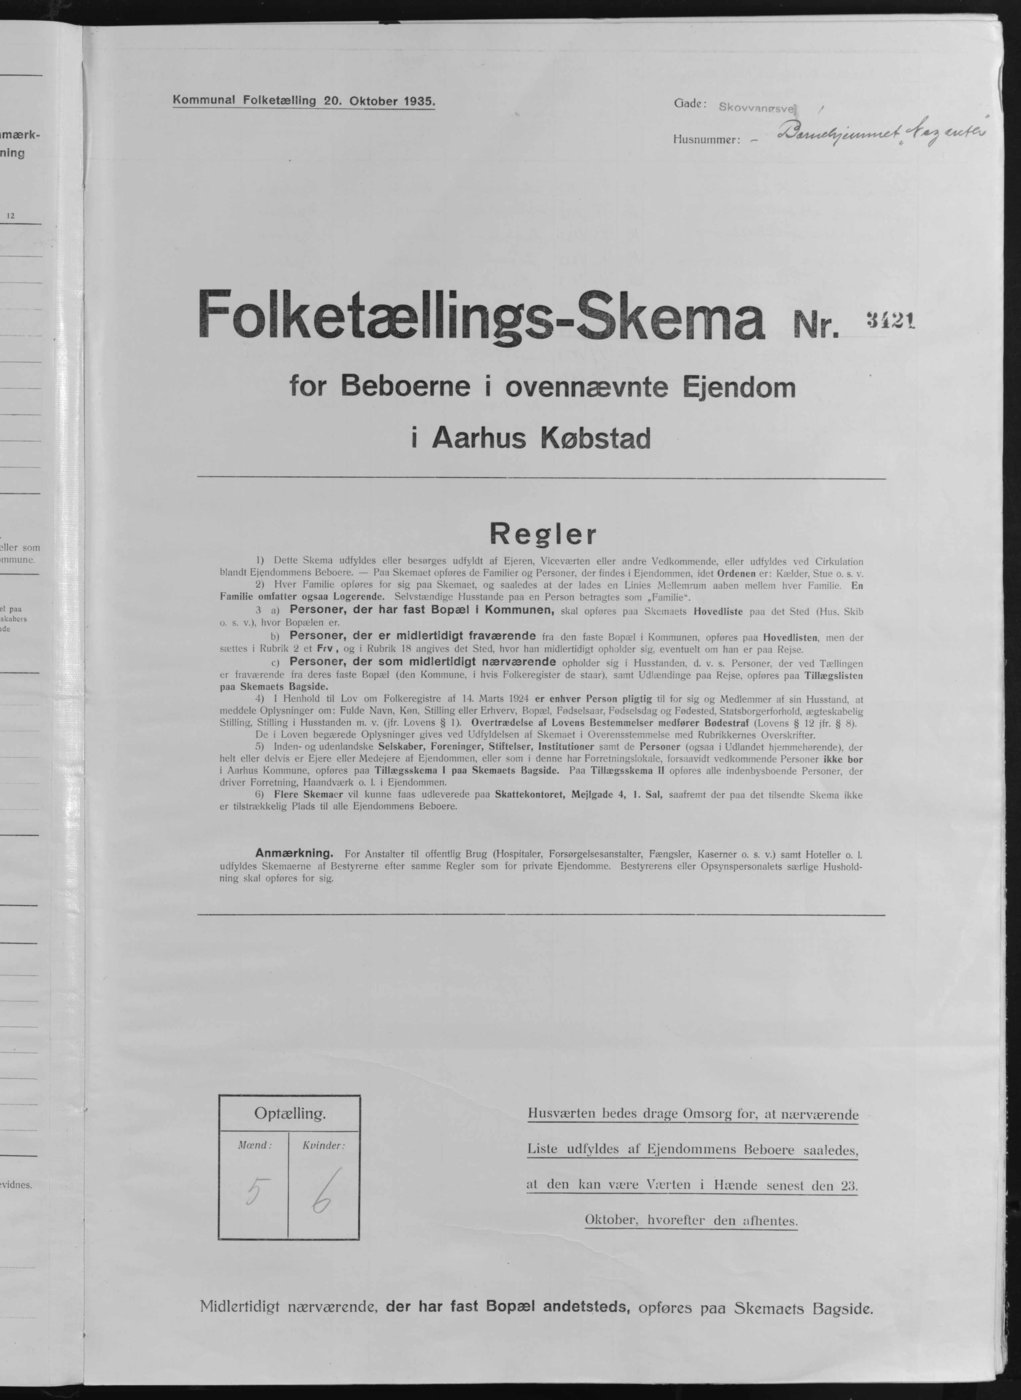 mærk-
ning
12
eller som
ommune.
el paa
skabers
vidnes.
Kommunal Folketælling 20. Oktober 1935.
Gade: Skovvangsvej
Husnummer: - Børnehjemmet „Nazareth"
Folketællings-Skema Nr. 3421
for Beboerne i ovennævnte Ejendom
i Aarhus Købstad
Regler
1) Dette Skema udfyldes eller besørges udfyldt af Ejeren, Viceværten eller andre Vedkommende, eller udfyldes ved Cirkulation
blandt Ejendommens Beboere. — Paa Skemaet opføres de Familier og Personer, der findes i Ejendommen, idet Ordenen er: Kælder, Stue o. s. v.
2) Hver Familie opføres for sig paa Skemaet, og saaledes at der lades en Linies Mellemrum aaben mellem hver Familie. En
Familie omfatter ogsaa Logerende. Selvstændige Husstande paa en Person betragtes som „Familie".
3 a) Personer, der har fast Bopæl i Kommunen, skal opføres paa Skemaets Hovedliste paa det Sted (Hus, Skib
o. s. v.), hvor Bopælen er.
b) Personer, der er midlertidigt fraværende fra den faste Bopæl i Kommunen, opføres paa Hovedlisten, men der
sættes i Rubrik 2 et Frv, og i Rubrik 18 angives det Sted, hvor han midlertidigt opholder sig, eventuelt om han er paa Rejse.
c) Personer, der som midlertidigt nærværende opholder sig i Husstanden, d. v. s. Personer, der ved Tællingen
er fraværende fra deres faste Bopæl (den Kommune, i hvis Folkeregister de staar), samt Udlændinge paa Rejse, opføres paa Tillægslisten
paa Skemaets Bagside.
4) I Henhold til Lov om Folkeregistre af 14. Marts 1924 er enhver Person pligtig til for sig og Medlemmer af sin Husstand, at
meddele Oplysninger om: Fulde Navn, Køn, Stilling eller Erhverv, Bopæl, Fødselsaar, Fødselsdag og Fødested, Statsborgerforhold, ægteskabelig
Stilling, Stilling i Husstanden m. v. (jfr. Lovens § 1). Overtrædelse af Lovens Bestemmelser medfører Bødestraf (Lovens § 12 jfr. § 8).
De i Loven begærede Oplysninger gives ved Udfyldelsen af Skemaet i Overensstemmelse med Rubrikkernes Overskrifter.
5) Inden- og udenlandske Selskaber, Foreninger, Stiftelser, Institutioner samt de Personer (ogsaa i Udlandet hjemmehørende), der
helt eller delvis er Ejere eller Medejere af Ejendommen, eller som i denne har Forretningslokale, forsaavidt vedkommende Personer ikke bor
i Aarhus Kommune, opføres paa Tillægsskema I paa Skemaets Bagside. Paa Tillægsskema II opføres alle indenbysboende Personer, der
driver Forretning, Haandværk o. l. i Ejendommen.
6) Flere Skemaer vil kunne faas udleverede paa Skattekontoret, Mejlgade 4, 1. Sal, saafremt der paa det tilsendte Skema ikke
er tilstrækkelig Plads til alle Ejendommens Beboere.
Anmærkning. For Anstalter til offentlig Brug (Hospitaler, Forsørgelsesanstalter, Fængsler, Kaserner o. s. v.) samt Hoteller o. l.
udfyldes Skemaerne af Bestyrerne efter samme Regler som for private Ejendomme. Bestyrerens eller Opsynspersonalets særlige Hushold-
ning skal opføres for sig.
Optælling.
Mænd: Kvinder:
5 6
Husværten bedes drage Omsorg for, at nærværende
Liste udfyldes af Ejendommens Beboere saaledes,
at den kan være Værten i Hænde senest den 23.
Oktober, hvorefter den afhentes.
Midlertidigt nærværende, der har fast Bopæl andetsteds, opføres paa Skemaets Bagside.